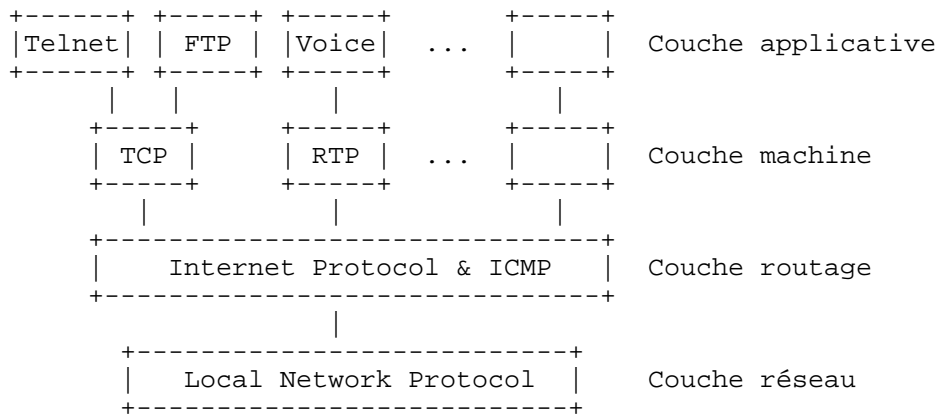 +------+ +-----+ +-----+       +-----+
|Telnet| | FTP | |Voice|  ...  |     |  Couche applicative
+------+ +-----+ +-----+       +-----+
      |   |         |             |
     +-----+     +-----+       +-----+
     | TCP |     | RTP |  ...  |     |  Couche machine
     +-----+     +-----+       +-----+
        |           |             |
     +-------------------------------+
     |    Internet Protocol & ICMP   |  Couche routage
     +-------------------------------+
                    |
       +---------------------------+
       |   Local Network Protocol  |    Couche réseau
       +---------------------------+